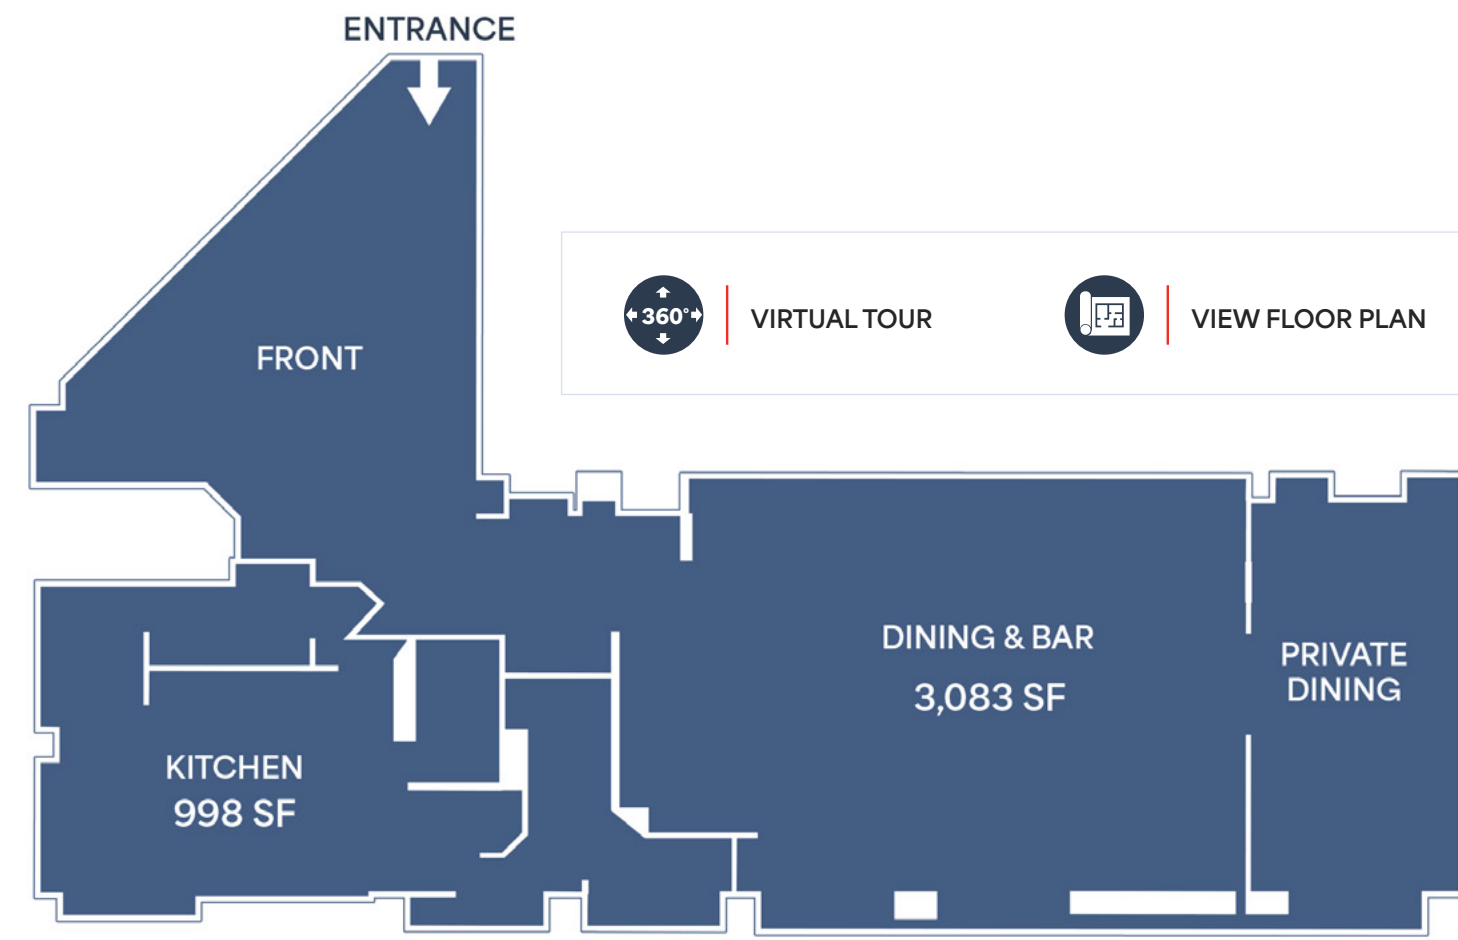 ENTRANCE
360°
VIRTUAL TOUR
VIEW FLOOR PLAN
FRONT
DINING & BAR
3,083 SF
PRIVATE
DINING
KITCHEN
998 SF